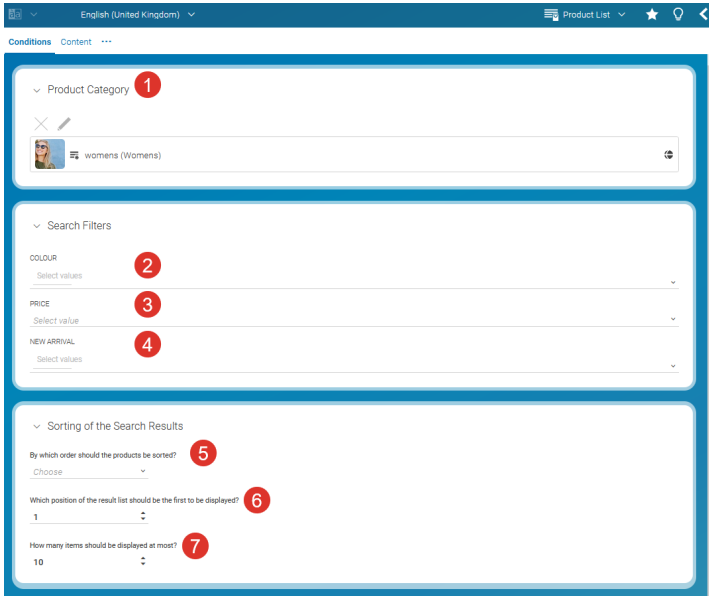 English (United Kingdom)
Product List
Conditions Content ···
Product Category 1
womens (Womens)
Search Filters
COLOUR
2
Select values
PRICE
3
Select value
NEW ARRIVAL
4
Select values
Sorting of the Search Results
By which order should the products be sorted? 5
Choose
Which position of the result list should be the first to be displayed? 6
1
How many items should be displayed at most? 7
10